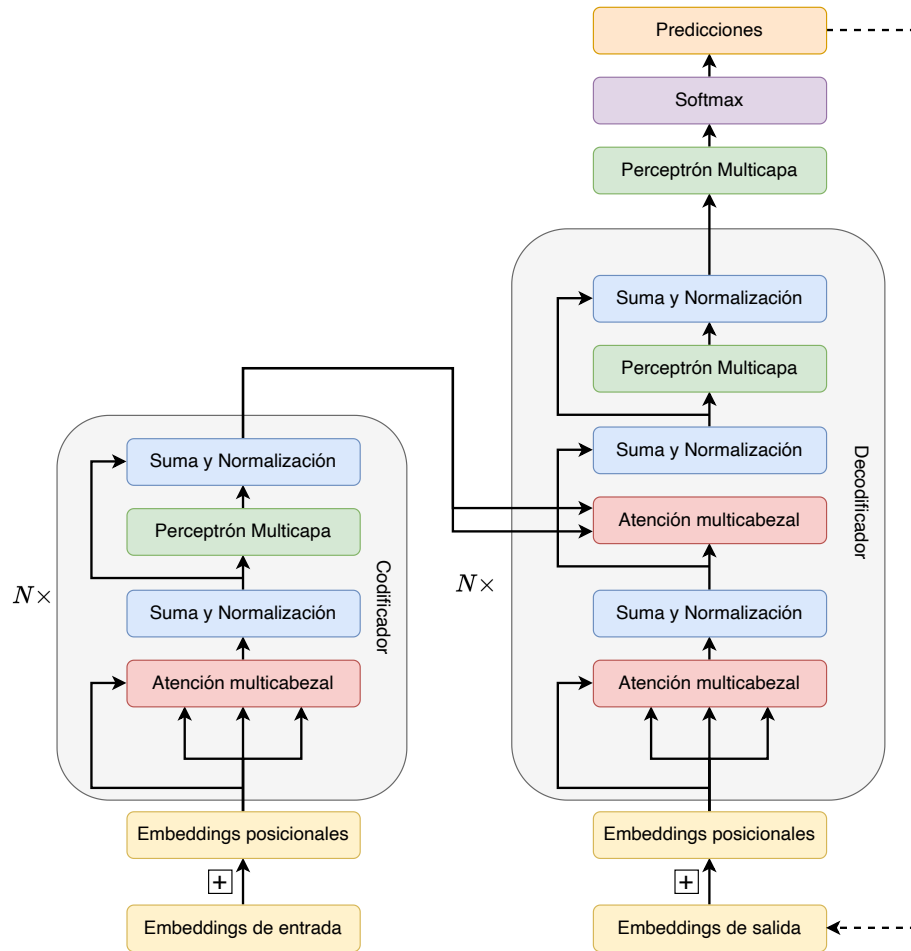 Predicciones
Softmax
Perceptrón Multicapa
Suma y Normalización
Perceptrón Multicapa
Suma y Normalización
Atención multicabezal
Suma y Normalización
Atención multicabezal
Decodificador
N×
Embeddings posicionales
+
Embeddings de salida
Suma y Normalización
Perceptrón Multicapa
Suma y Normalización
Atención multicabezal
Codificador
N×
Embeddings posicionales
+
Embeddings de entrada